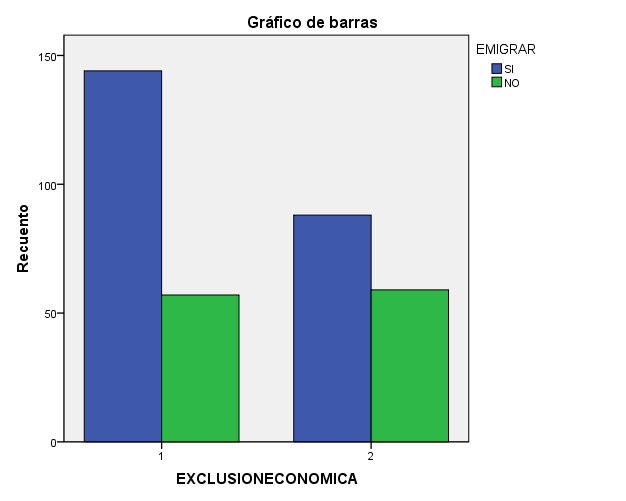 Gráfico de barras
EMIGRAR
SI
NO
150
100
50
0
Recuento
1
2
EXCLUSIONECONOMICA